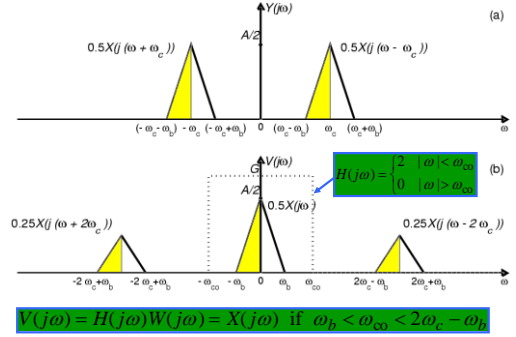 Y(jω) (a)
0.5X(j (ω + ω_c )) A/2 0.5X(j (ω - ω_c ))
(- ω_c - ω_b) - ω_c (- ω_c+ω_b) 0 (ω_c - ω_b) ω_c (ω_c+ω_b) ω
V(jω) (b)
G
H(jω) = {2 |ω| < ω_co
0 |ω| > ω_co
A/2
0.5X(jω)
0.25X(j (ω + 2ω_c )) 0.25X(j (ω - 2 ω_c ))
-2 ω_c -ω_b -2ω_c+ω_b - ω_co - ω_b 0 ω_b ω_co 2ω_c - ω_b 2ω_c+ω_b ω
V(jω) = H(jω)W(jω) = X(jω) if ω_b < ω_co < 2ω_c − ω_b